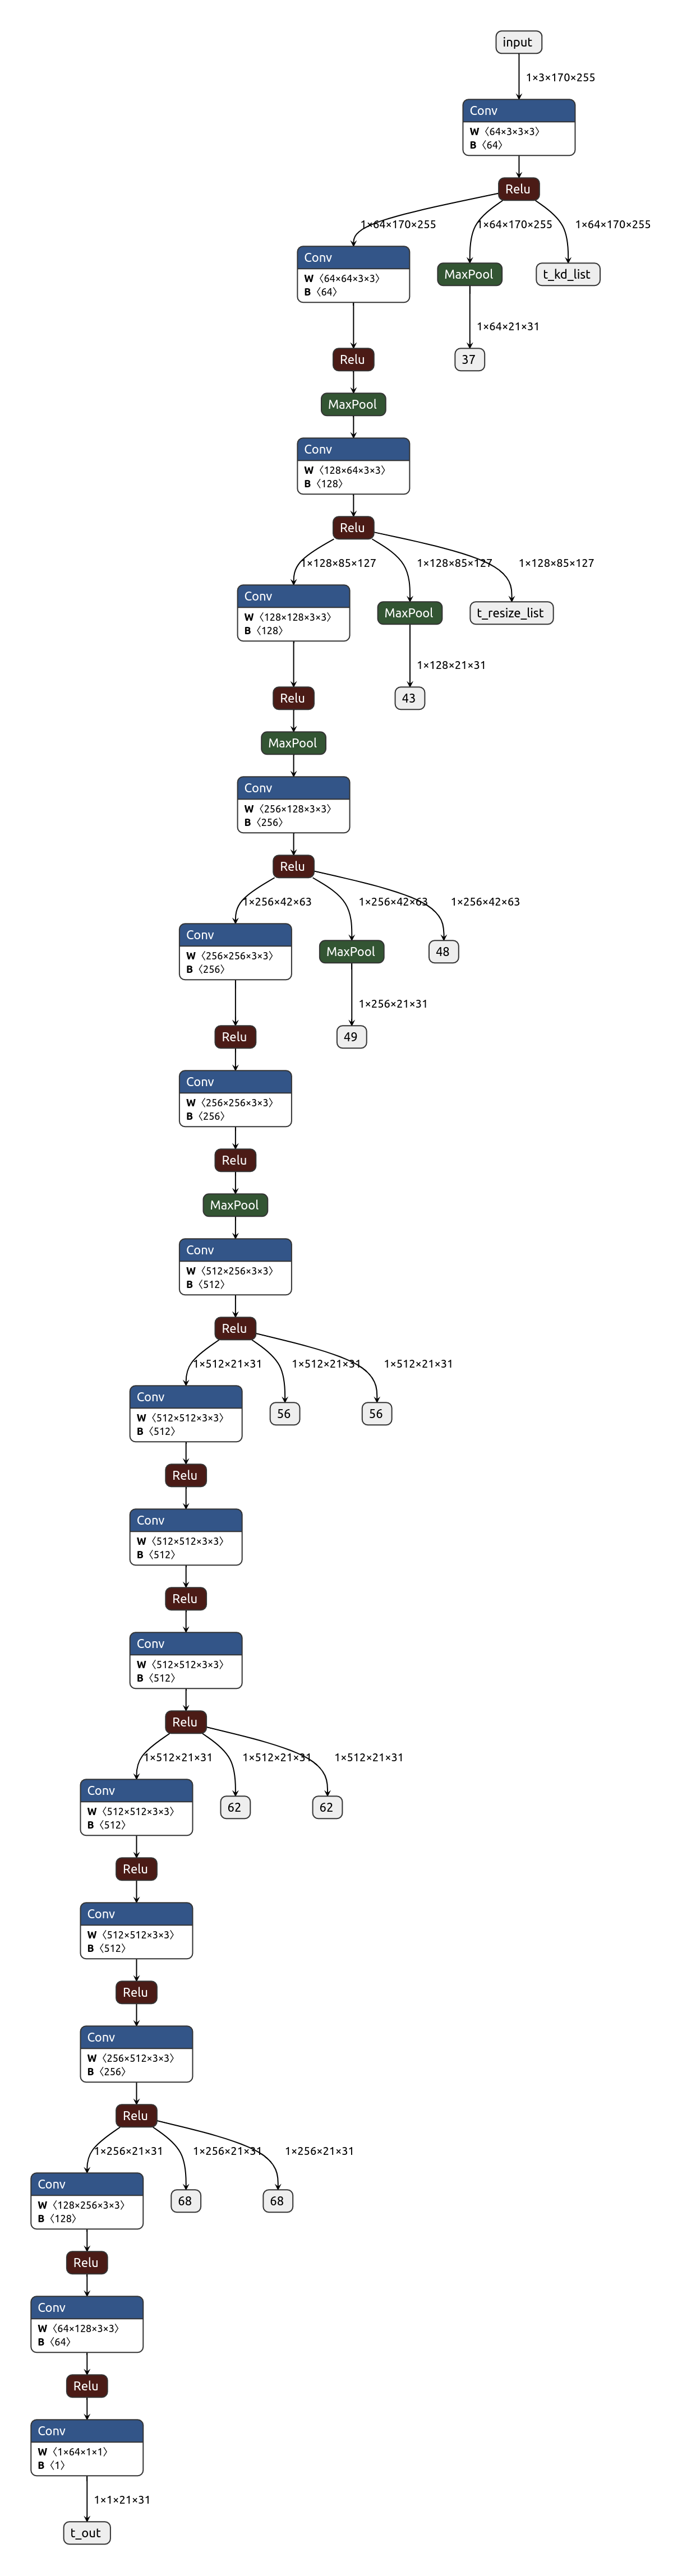 input
1×3×170×255
Conv
W 〈64×3×3×3〉
B 〈64〉
Relu
1×64×170×255 1×64×170×255 1×64×170×255
Conv
W 〈64×64×3×3〉
B 〈64〉
MaxPool t_kd_list
1×64×21×31
Relu 37
MaxPool
Conv
W 〈128×64×3×3〉
B 〈128〉
Relu
1×128×85×127 1×128×85×127 1×128×85×127
Conv
W 〈128×128×3×3〉
B 〈128〉
MaxPool t_resize_list
1×128×21×31
Relu 43
MaxPool
Conv
W 〈256×128×3×3〉
B 〈256〉
Relu
1×256×42×63 1×256×42×63 1×256×42×63
Conv
W 〈256×256×3×3〉
B 〈256〉
MaxPool 48
1×256×21×31
Relu 49
Conv
W 〈256×256×3×3〉
B 〈256〉
Relu
MaxPool
Conv
W 〈512×256×3×3〉
B 〈512〉
Relu
1×512×21×31 1×512×21×31 1×512×21×31
Conv
W 〈512×512×3×3〉
B 〈512〉
56 56
Relu
Conv
W 〈512×512×3×3〉
B 〈512〉
Relu
Conv
W 〈512×512×3×3〉
B 〈512〉
Relu
1×512×21×31 1×512×21×31 1×512×21×31
Conv
W 〈512×512×3×3〉
B 〈512〉
62 62
Relu
Conv
W 〈512×512×3×3〉
B 〈512〉
Relu
Conv
W 〈256×512×3×3〉
B 〈256〉
Relu
1×256×21×31 1×256×21×31 1×256×21×31
Conv
W 〈128×256×3×3〉
B 〈128〉
68 68
Relu
Conv
W 〈64×128×3×3〉
B 〈64〉
Relu
Conv
W 〈1×64×1×1〉
B 〈1〉
1×1×21×31
t_out